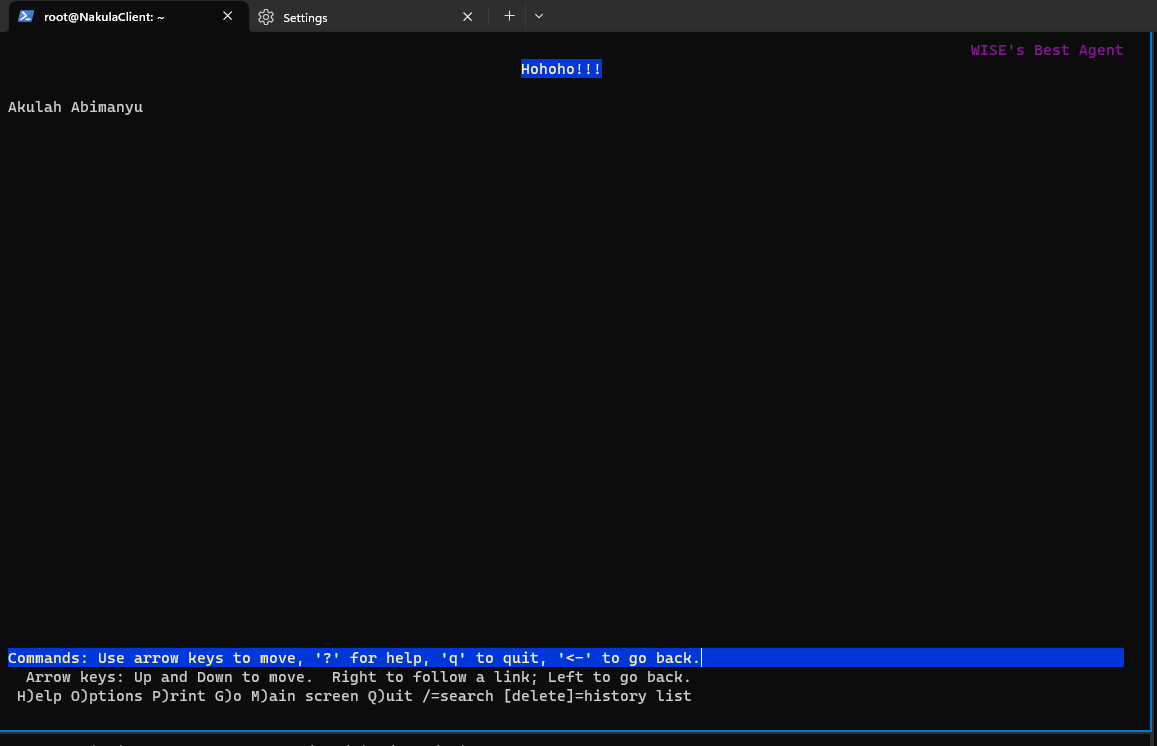 root@NakulaClient: ~
Settings
WISE's Best Agent
Hohoho!!!
Akulah Abimanyu
Commands: Use arrow keys to move, '?' for help, 'q' to quit, '<-' to go back.
Arrow keys: Up and Down to move.  Right to follow a link; Left to go back.
H)elp O)ptions P)rint G)o M)ain screen Q)uit /=search [delete]=history list